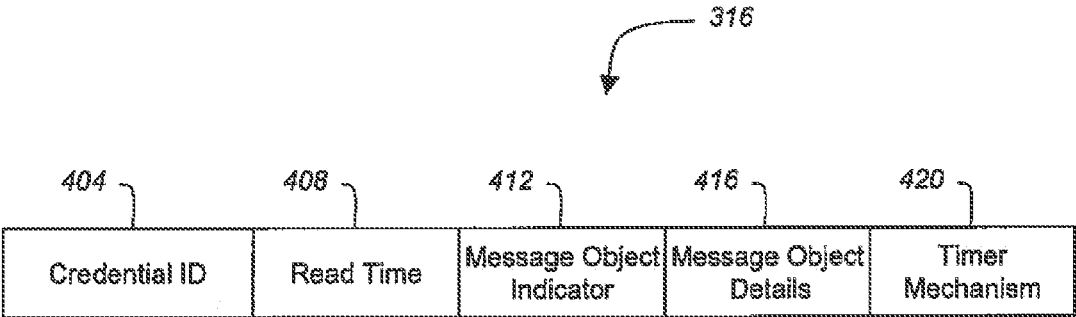 316
404 408 412 416 420
Credential ID Read Time Message Object Indicator Message Object Details Timer Mechanism